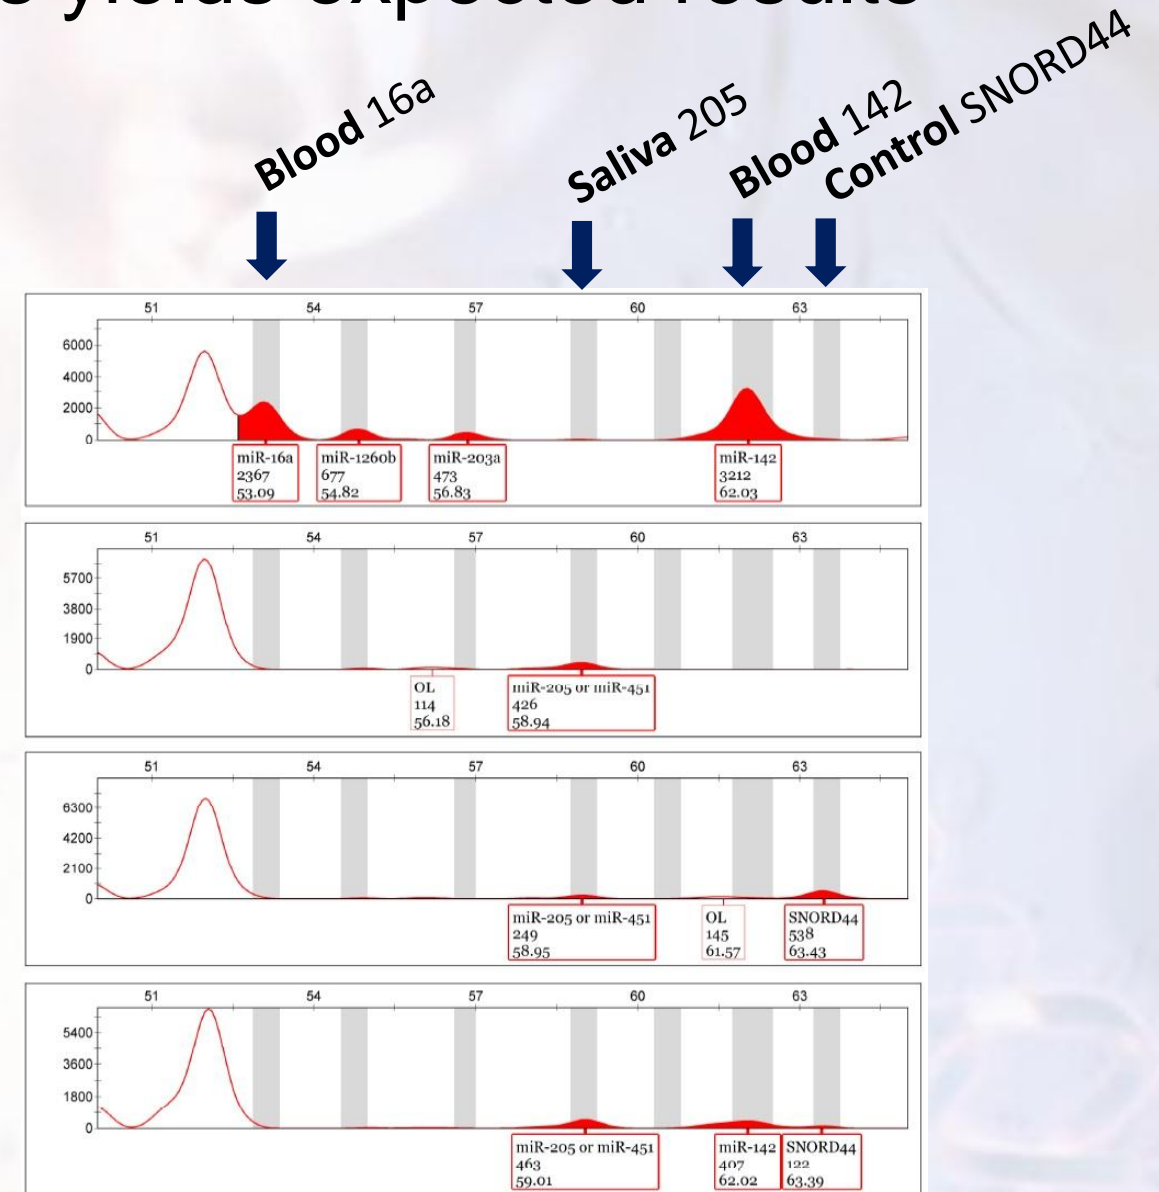 yields expected results
Blood 16a
Saliva 205
Blood 142
Control SNORD44
51 54 57 60 63
6000
4000
2000
0
miR-16a
2367
53.09
miR-1260b
677
54.82
miR-203a
473
56.83
miR-142
3212
62.03
51 54 57 60 63
5700
3800
1900
0
OL
114
56.18
miR-205 or miR-451
426
58.94
51 54 57 60 63
6300
4200
2100
0
miR-205 or miR-451
249
58.95
OL
145
61.57
SNORD44
538
63.43
51 54 57 60 63
5400
3600
1800
0
miR-205 or miR-451
463
59.01
miR-142
407
62.02
SNORD44
122
63.39